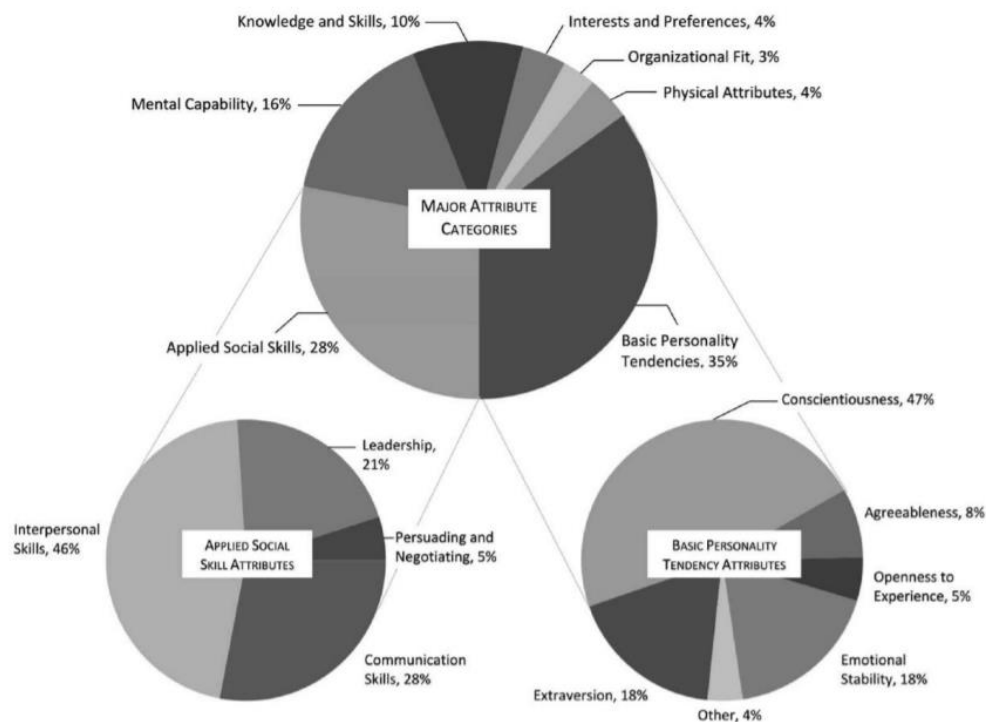 Knowledge and Skills, 10%
Interests and Preferences, 4%
Organizational Fit, 3%
Physical Attributes, 4%
Mental Capability, 16%
MAJOR ATTRIBUTE
CATEGORIES
Applied Social Skills, 28%
Basic Personality
Tendencies, 35%
Conscientiousness, 47%
Leadership,
21%
Interpersonal
Skills, 46%
APPLIED SOCIAL
SKILL ATTRIBUTES
Persuading and
Negotiating, 5%
Communication
Skills, 28%
Agreeableness, 8%
BASIC PERSONALITY
TENDENCY ATTRIBUTES
Openness to
Experience, 5%
Emotional
Stability, 18%
Extraversion, 18%
Other, 4%